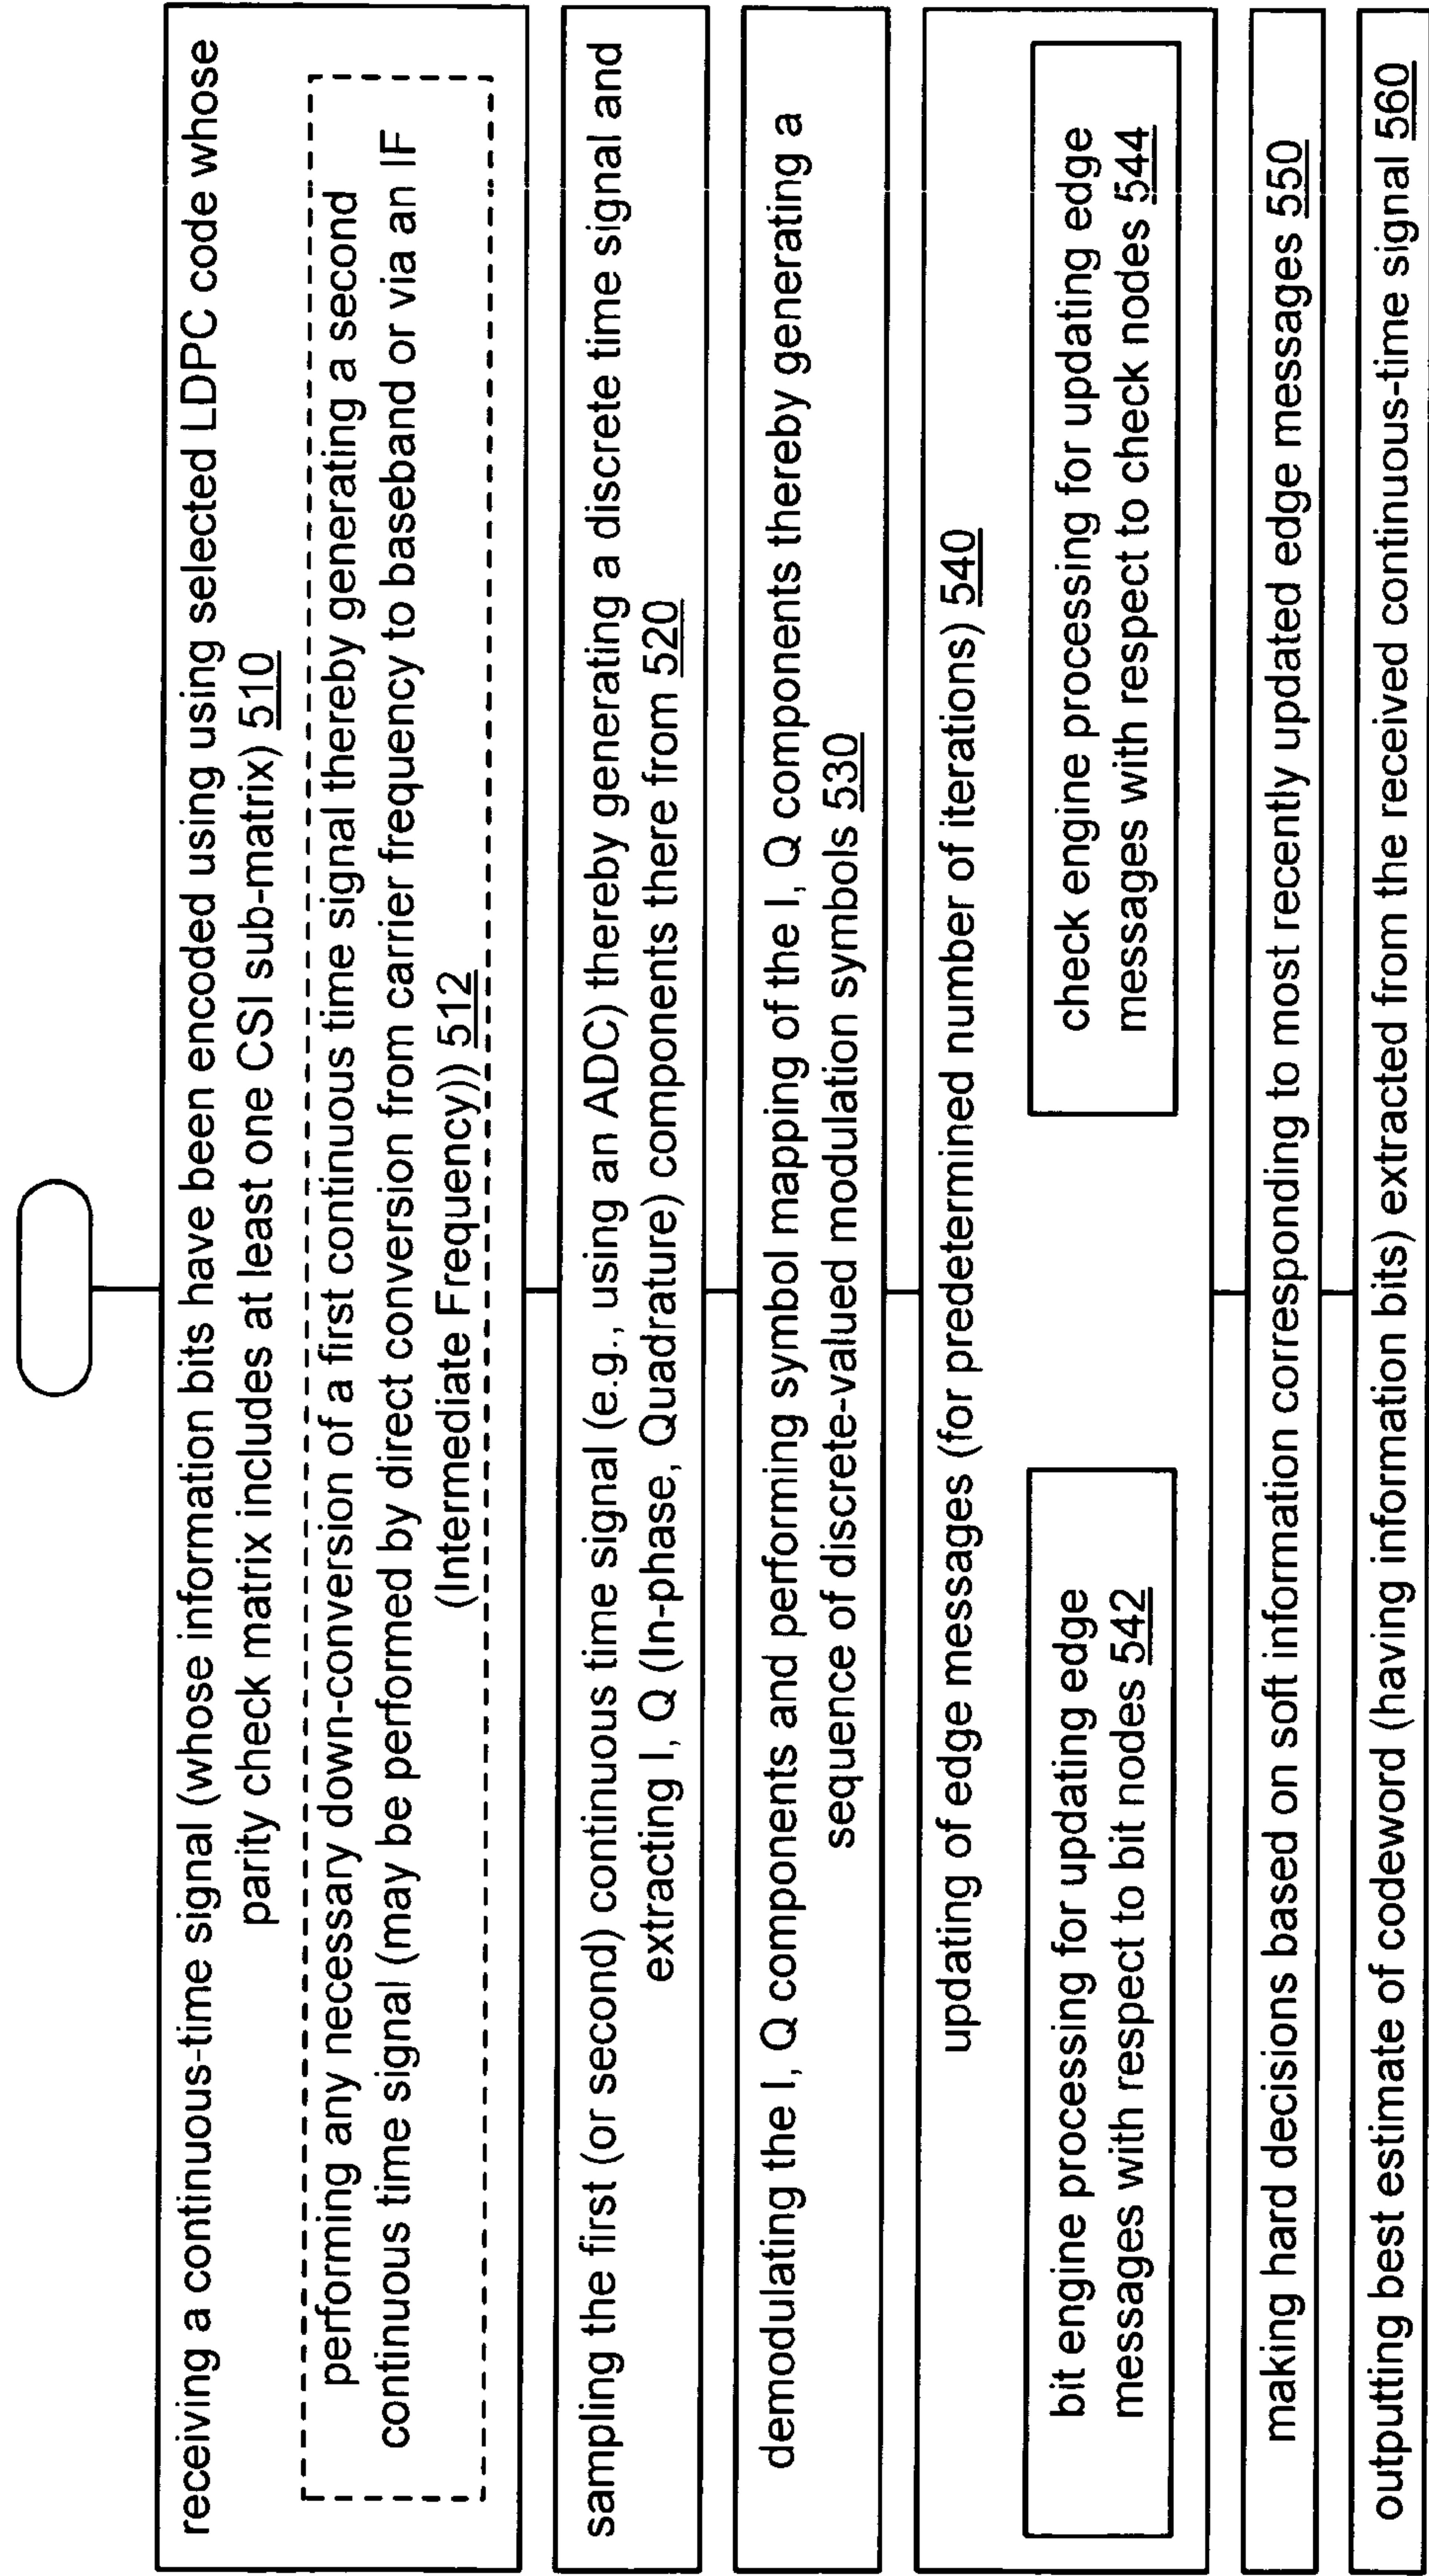 receiving a continuous-time signal (whose information bits have been encoded using using selected LDPC code whose
parity check matrix includes at least one CSI sub-matrix) 510
performing any necessary down-conversion of a first continuous time signal thereby generating a second
continuous time signal (may be performed by direct conversion from carrier frequency to baseband or via an IF
(Intermediate Frequency)) 512
sampling the first (or second) continuous time signal (e.g., using an ADC) thereby generating a discrete time signal and
extracting I, Q (In-phase, Quadrature) components there from 520
demodulating the I, Q components and performing symbol mapping of the I, Q components thereby generating a
sequence of discrete-valued modulation symbols 530
updating of edge messages (for predetermined number of iterations) 540
bit engine processing for updating edge
messages with respect to bit nodes 542
check engine processing for updating edge
messages with respect to check nodes 544
making hard decisions based on soft information corresponding to most recently updated edge messages 550
outputting best estimate of codeword (having information bits) extracted from the received continuous-time signal 560